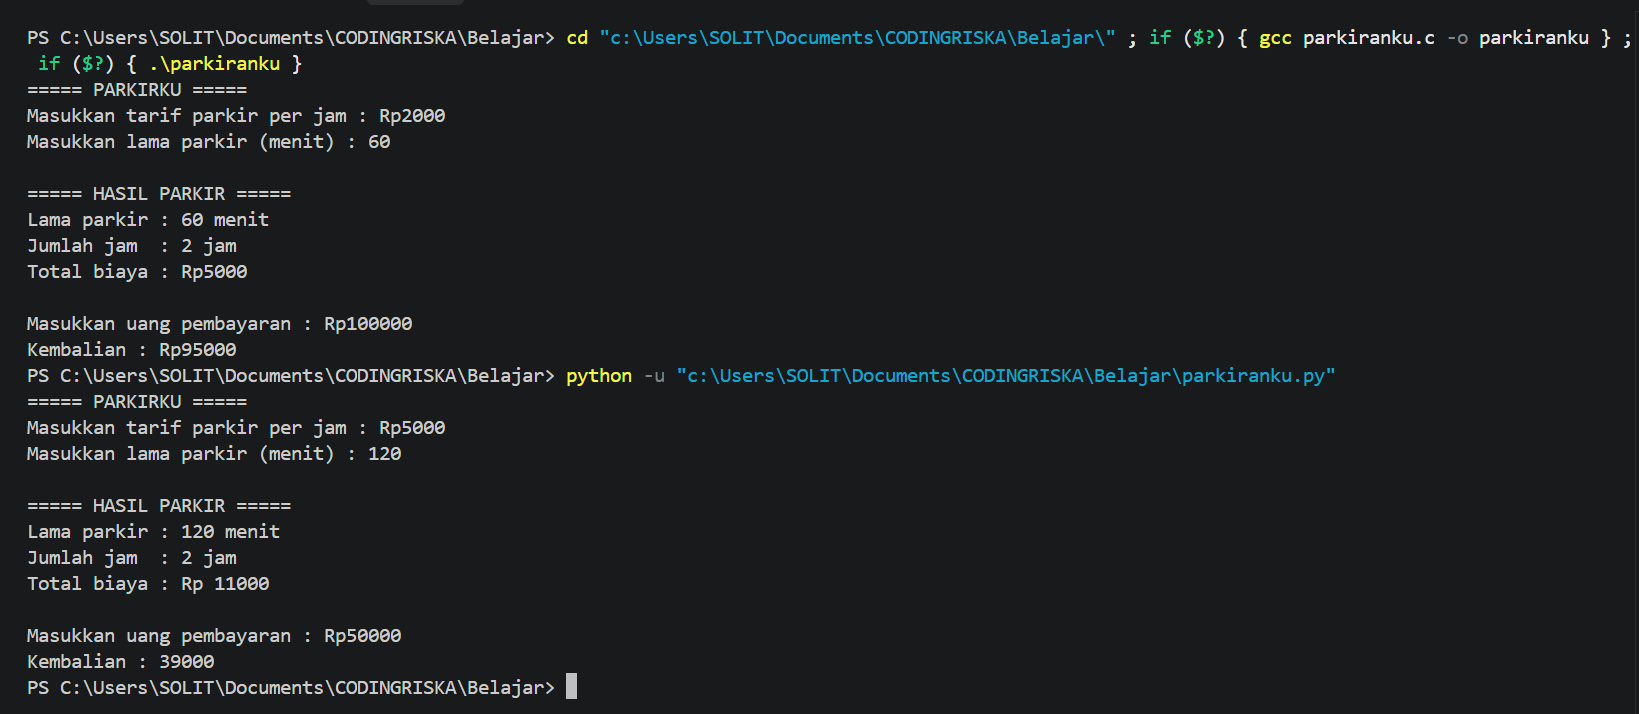 PS C:\Users\SOLIT\Documents\CODINGRISKA\Belajar> cd "c:\Users\SOLIT\Documents\CODINGRISKA\Belajar\" ; if ($?) { gcc parkiranku.c -o parkiranku } ;
 if ($?) { .\parkiranku }
===== PARKIRKU =====
Masukkan tarif parkir per jam : Rp2000
Masukkan lama parkir (menit) : 60

===== HASIL PARKIR =====
Lama parkir : 60 menit
Jumlah jam  : 2 jam
Total biaya : Rp5000

Masukkan uang pembayaran : Rp100000
Kembalian : Rp95000
PS C:\Users\SOLIT\Documents\CODINGRISKA\Belajar> python -u "c:\Users\SOLIT\Documents\CODINGRISKA\Belajar\parkiranku.py"
===== PARKIRKU =====
Masukkan tarif parkir per jam : Rp5000
Masukkan lama parkir (menit) : 120

===== HASIL PARKIR =====
Lama parkir : 120 menit
Jumlah jam  : 2 jam
Total biaya : Rp 11000

Masukkan uang pembayaran : Rp50000
Kembalian : 39000
PS C:\Users\SOLIT\Documents\CODINGRISKA\Belajar>